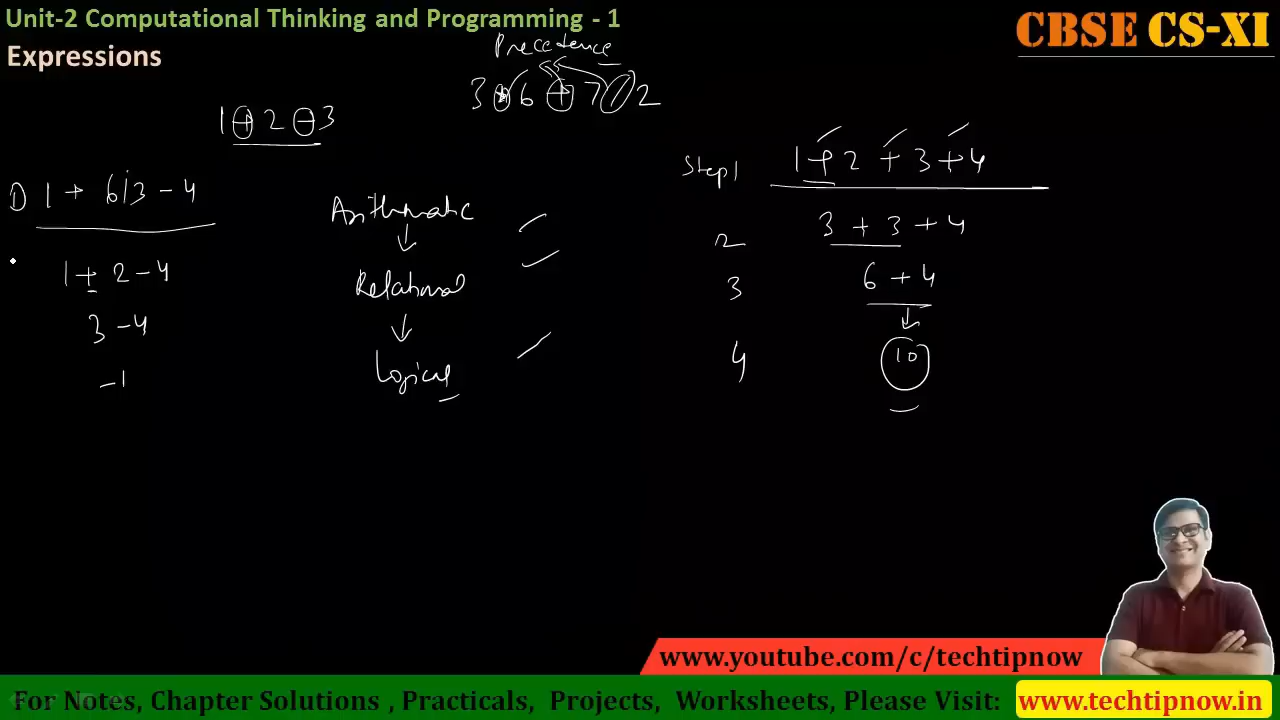 Unit-2 Computational Thinking and Programming - 1
CBSE CS-XI
Expressions
Precedence
3 * 6 + 7 / 2
1 + 2 - 3
Step1 1 + 2 + 3 + 4
1) 1 + 6/3 - 4
Arithmatic
2 3 + 3 + 4
1 + 2 - 4
Relational
3 6 + 4
3 - 4
4 10
-1
Logical
www.youtube.com/c/techtipnow
For Notes, Chapter Solutions , Practicals, Projects, Worksheets, Please Visit: www.techtipnow.in